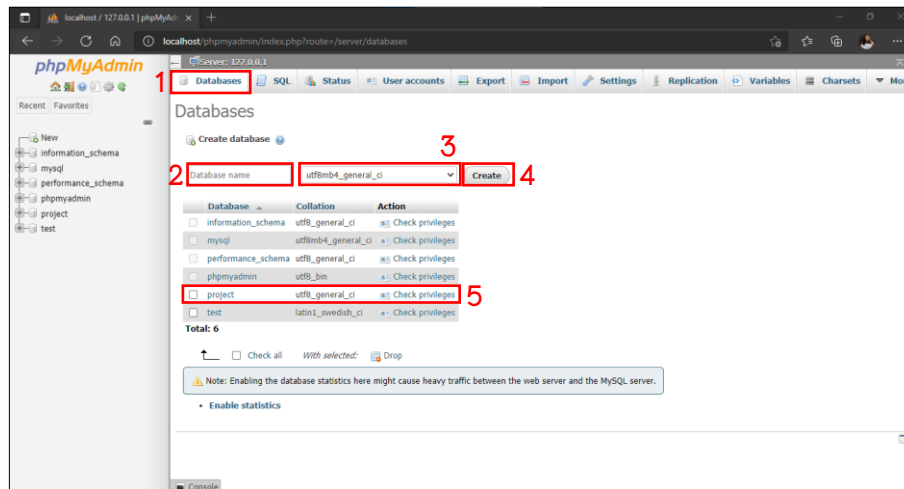 localhost / 127.0.0.1 | phpMyAd
localhost/phpmyadmin/index.php?route=/server/databases
phpMyAdmin
Recent Favorites
New
information_schema
mysql
performance_schema
phpmyadmin
project
test
Server: 127.0.0.1
1 Databases SQL Status User accounts Export Import Settings Replication Variables Charsets Mo
Databases
Create database
3
2 Database name utf8mb4_general_ci Create 4
Database Collation Action
information_schema utf8_general_ci Check privileges
mysql utf8mb4_general_ci Check privileges
performance_schema utf8_general_ci Check privileges
phpmyadmin utf8_bin Check privileges
project utf8_general_ci Check privileges 5
test latin1_swedish_ci Check privileges
Total: 6
Check all With selected: Drop
Note: Enabling the database statistics here might cause heavy traffic between the web server and the MySQL server.
• Enable statistics
Console